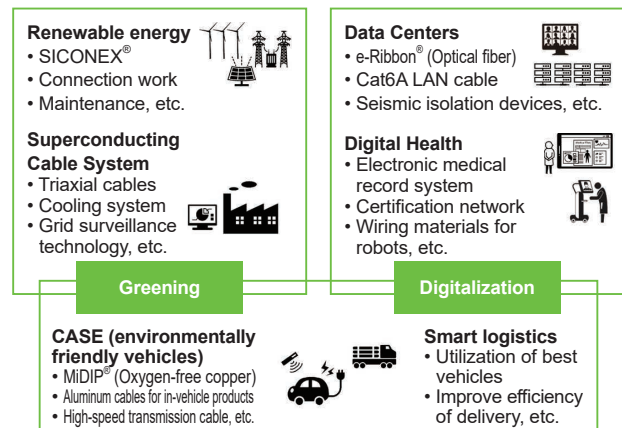 Renewable energy
• SICONEX®
• Connection work
• Maintenance, etc.
Superconducting
Cable System
• Triaxial cables
• Cooling system
• Grid surveillance
technology, etc.
Greening
Data Centers
• e-Ribbon® (Optical fiber)
• Cat6A LAN cable
• Seismic isolation devices, etc.
Digital Health
• Electronic medical
record system
• Certification network
• Wiring materials for
robots, etc.
Digitalization
CASE (environmentally
friendly vehicles)
• MiDIP® (Oxygen-free copper)
• Aluminum cables for in-vehicle products
• High-speed transmission cable, etc.
Smart logistics
• Utilization of best
vehicles
• Improve efficiency
of delivery, etc.